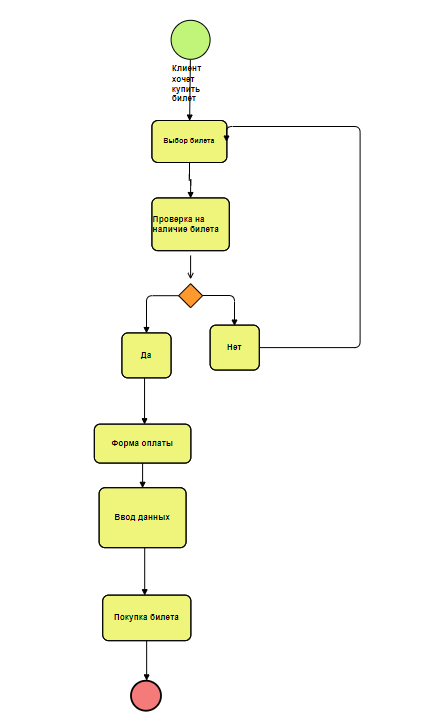 Клиент
хочет
купить
билет
Выбор билета
Проверка на
наличие билета
Да
Нет
Форма оплаты
Ввод данных
Покупка билета